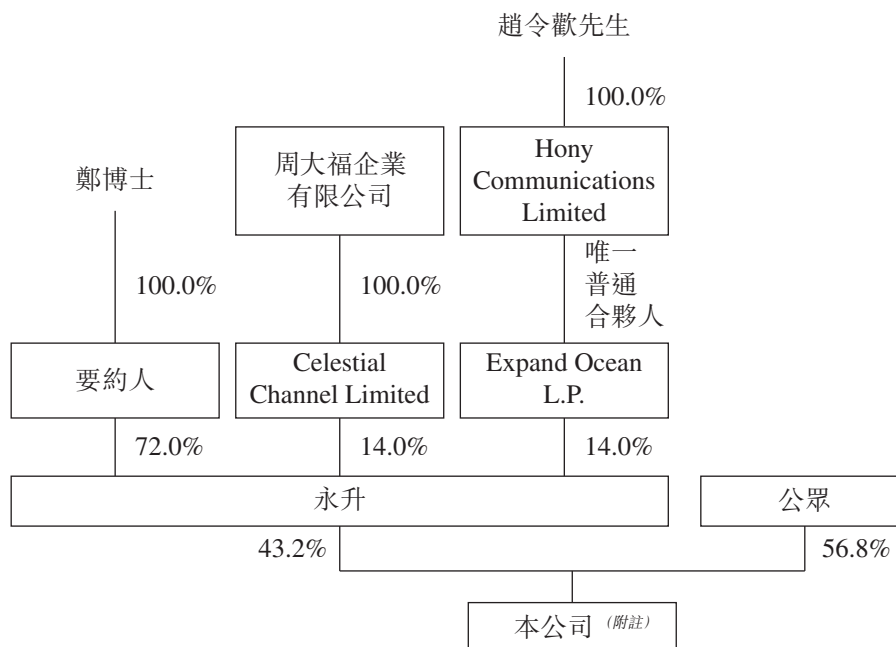 趙令歡先生
100.0%
鄭博士
周大福企業
有限公司
Hony
Communications
Limited
100.0%
100.0%
唯一
普通
合夥人
要約人
Celestial
Channel Limited
Expand Ocean
L.P.
72.0%
14.0%
14.0%
永升
公眾
43.2%
56.8%
本公司 (附註)